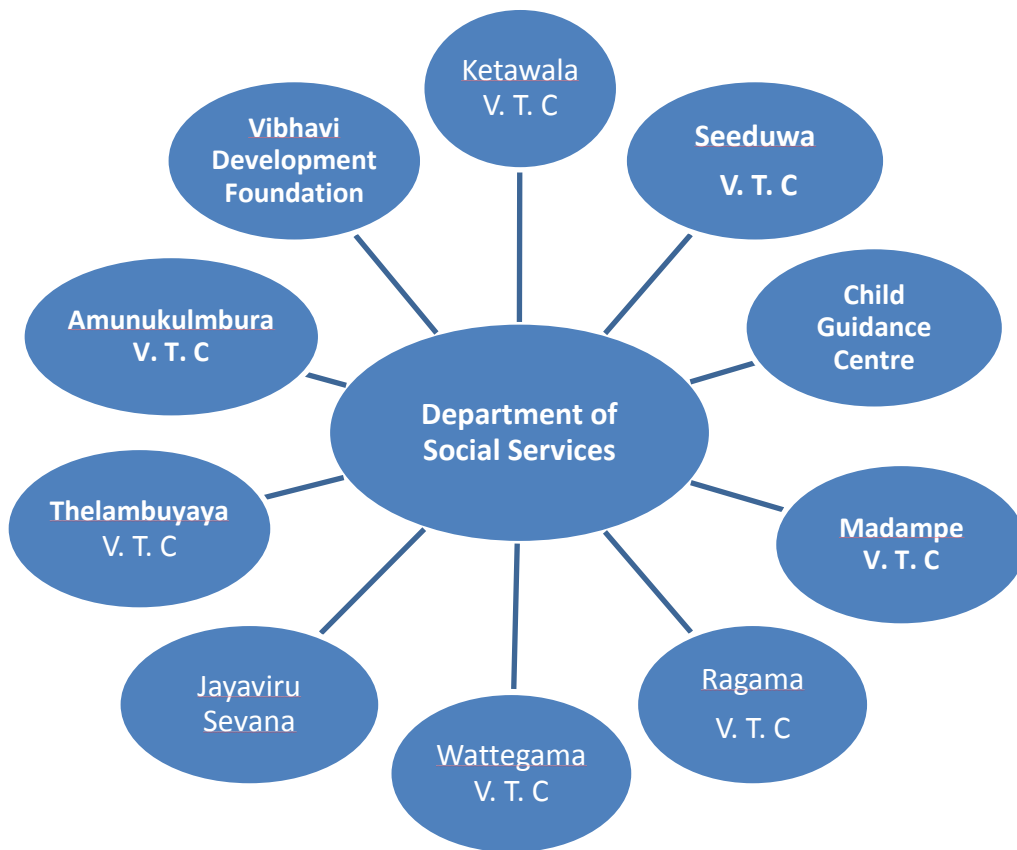 Ketawala
V. T. C
Vibhavi
Development
Foundation
Seeduwa
V. T. C
Amunukulmbura
V. T. C
Child
Guidance
Centre
Department of
Social Services
Thelambuyaya
V. T. C
Madampe
V. T. C
Jayaviru
Sevana
Ragama
V. T. C
Wattegama
V. T. C